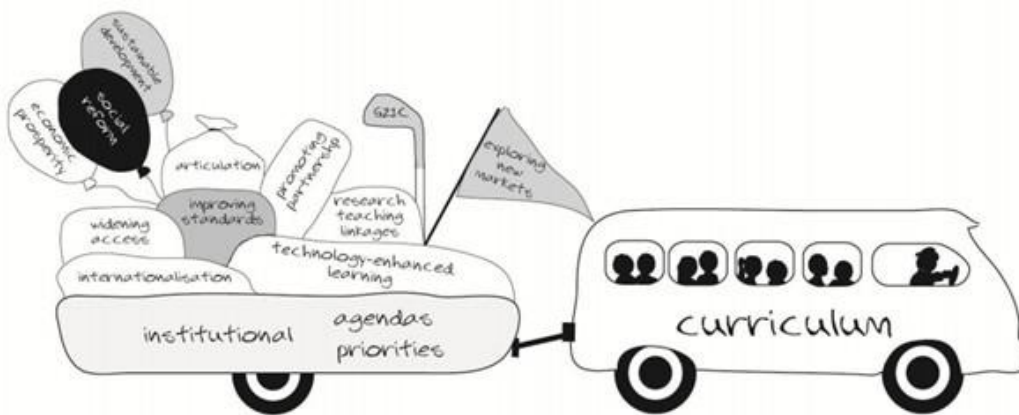 sustainable
development
social
reform
economic
prosperity
articulation
promoting
partnership
G21C
exploring
new
markets
improving
standards
research
teaching
linkages
widening
access
technology-enhanced
learning
internationalisation
institutional
agendas
priorities
curriculum